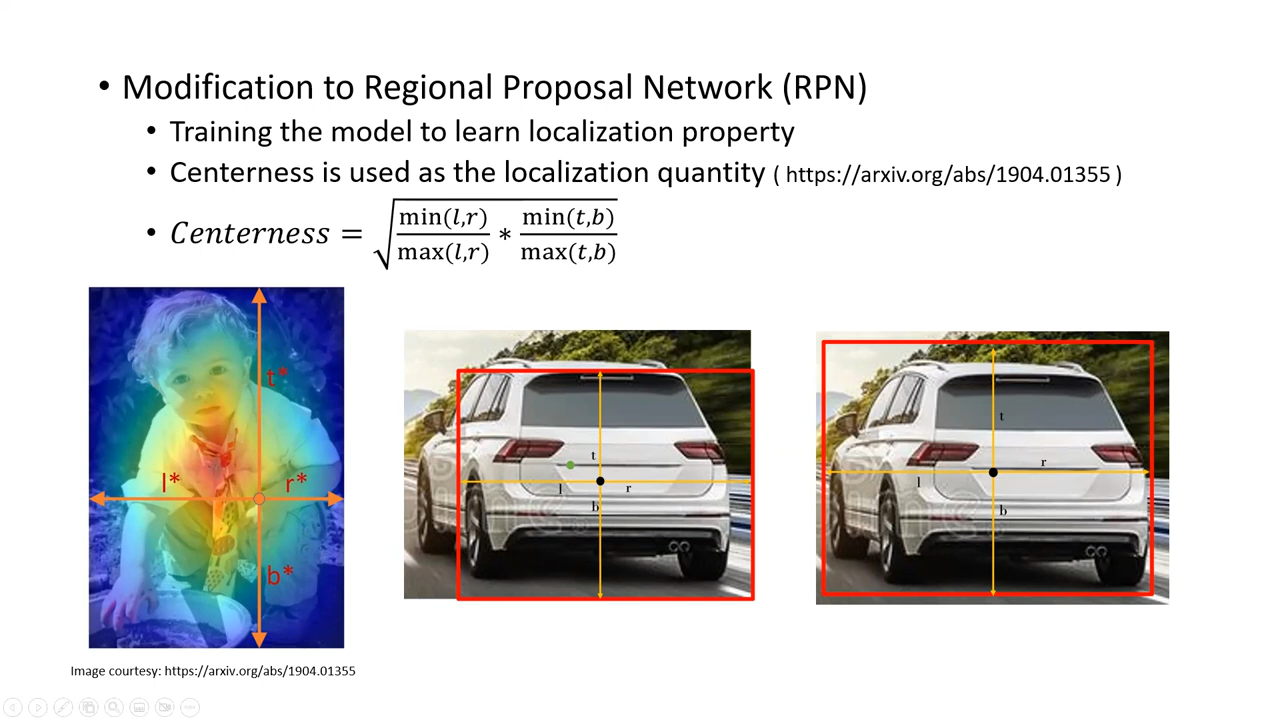 • Modification to Regional Proposal Network (RPN)
• Training the model to learn localization property
• Centerness is used as the localization quantity ( https://arxiv.org/abs/1904.01355 )
• Centerness = √(min(l,r)/max(l,r) * min(t,b)/max(t,b))
t*
l* r*
b*
t
l r
b
t
r
l
b
Image courtesy: https://arxiv.org/abs/1904.01355